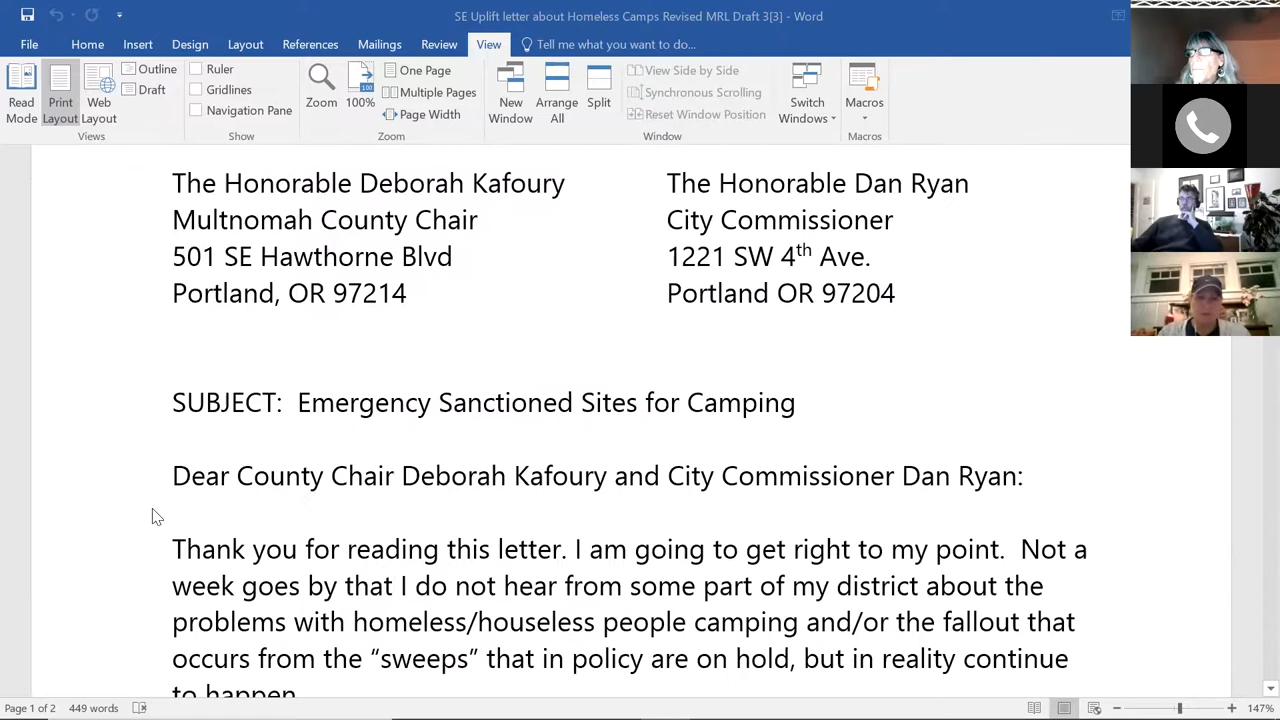 SE Uplift letter about Homeless Camps Revised MRL Draft 3[3] - Word
File Home Insert Design Layout References Mailings Review View Tell me what you want to do...
Read Mode
Print Layout
Web Layout
Outline
Draft
Views
Ruler
Gridlines
Navigation Pane
Show
Zoom
100%
One Page
Multiple Pages
Page Width
Zoom
New Window
Arrange All
Split
View Side by Side
Synchronous Scrolling
Reset Window Position
Window
Switch Windows
Macros
Macros
The Honorable Deborah Kafoury The Honorable Dan Ryan
Multnomah County Chair City Commissioner
501 SE Hawthorne Blvd 1221 SW 4th Ave.
Portland, OR 97214 Portland OR 97204
SUBJECT: Emergency Sanctioned Sites for Camping
Dear County Chair Deborah Kafoury and City Commissioner Dan Ryan:
Thank you for reading this letter. I am going to get right to my point. Not a
week goes by that I do not hear from some part of my district about the
problems with homeless/houseless people camping and/or the fallout that
occurs from the “sweeps” that in policy are on hold, but in reality continue
to happen.
Page 1 of 2 449 words 147%